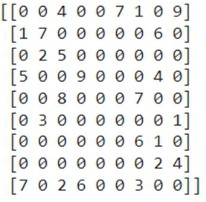 [[0 0 4 0 0 7 1 0 9]
[1 7 0 0 0 0 0 6 0]
[0 2 5 0 0 0 0 0 0]
[5 0 0 9 0 0 0 4 0]
[0 0 8 0 0 0 7 0 0]
[0 3 0 0 0 0 0 0 1]
[0 0 0 0 0 0 6 1 0]
[0 0 0 0 0 0 0 2 4]
[7 0 2 6 0 0 3 0 0]]